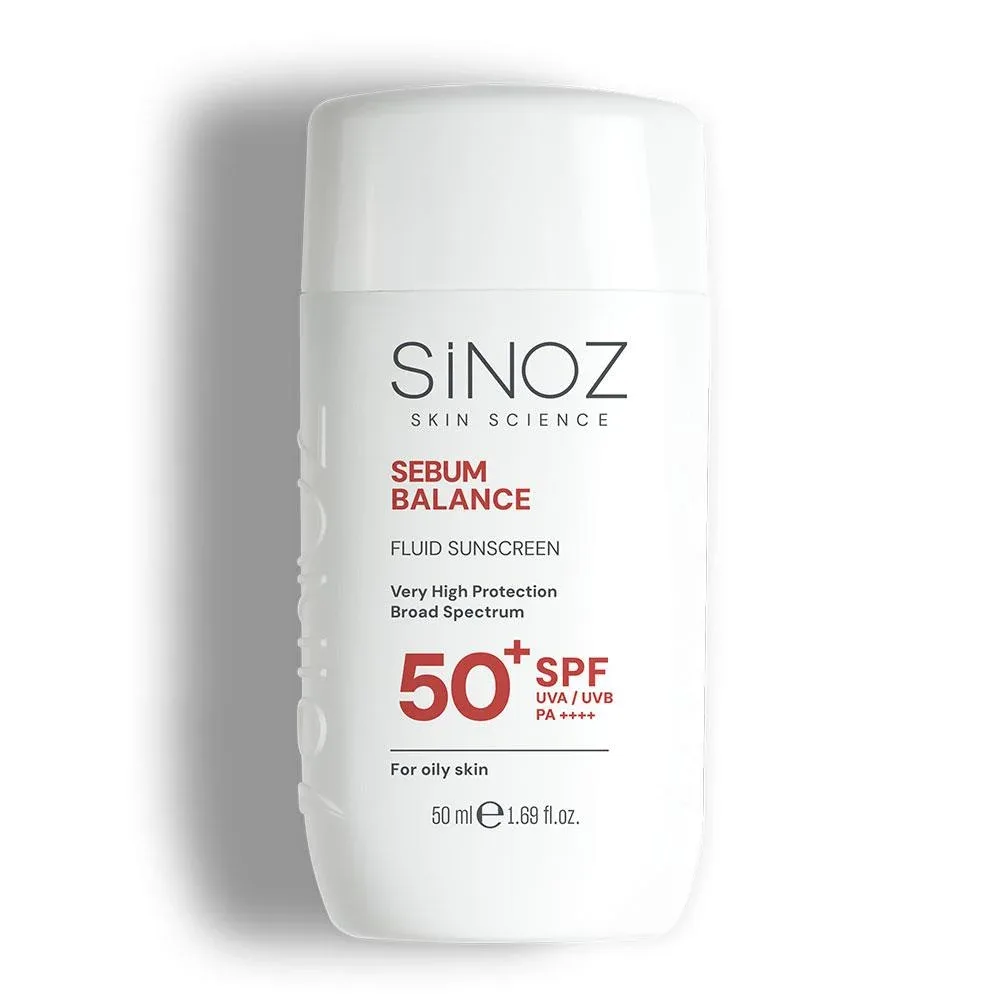 SiNOZ
SKIN SCIENCE
SEBUM
BALANCE
FLUID SUNSCREEN
Very High Protection
Broad Spectrum
50+ SPF
UVA / UVB
PA ++++
For oily skin
50 ml ℮ 1.69 fl.oz.